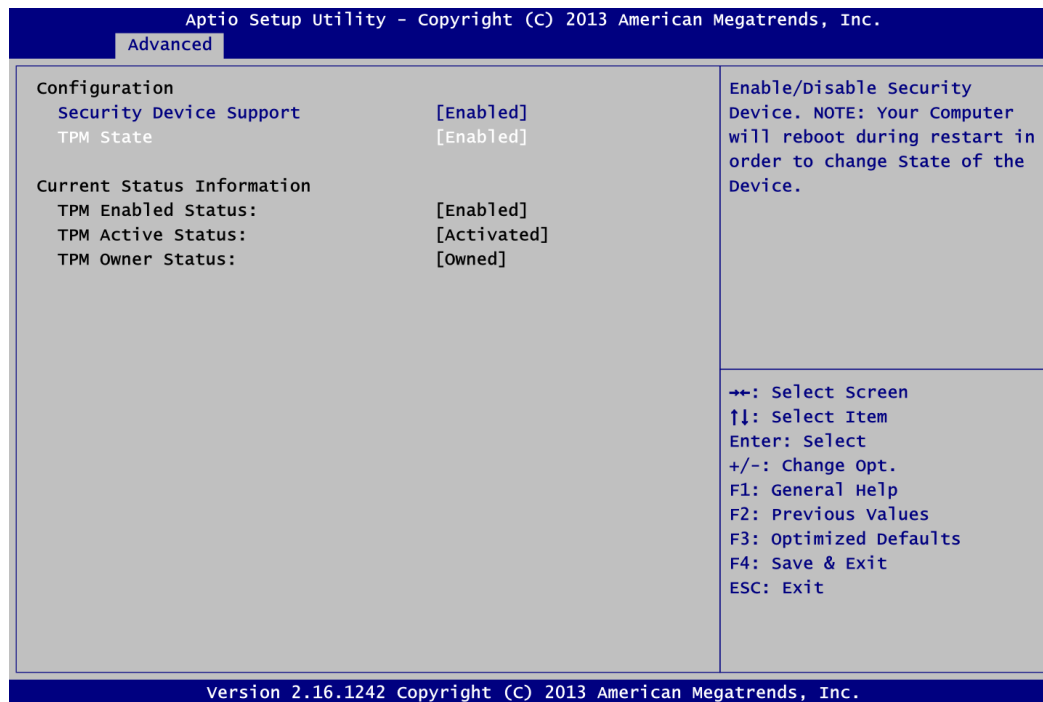 Aptio Setup Utility - Copyright (C) 2013 American Megatrends, Inc.
Advanced
Configuration
Security Device Support [Enabled]
TPM State [Enabled]
Current Status Information
TPM Enabled Status: [Enabled]
TPM Active Status: [Activated]
TPM Owner Status: [Owned]
Enable/Disable Security
Device. NOTE: Your Computer
will reboot during restart in
order to change State of the
Device.
→←: Select Screen
↑↓: Select Item
Enter: Select
+/-: Change Opt.
F1: General Help
F2: Previous Values
F3: Optimized Defaults
F4: Save & Exit
ESC: Exit
Version 2.16.1242 Copyright (C) 2013 American Megatrends, Inc.